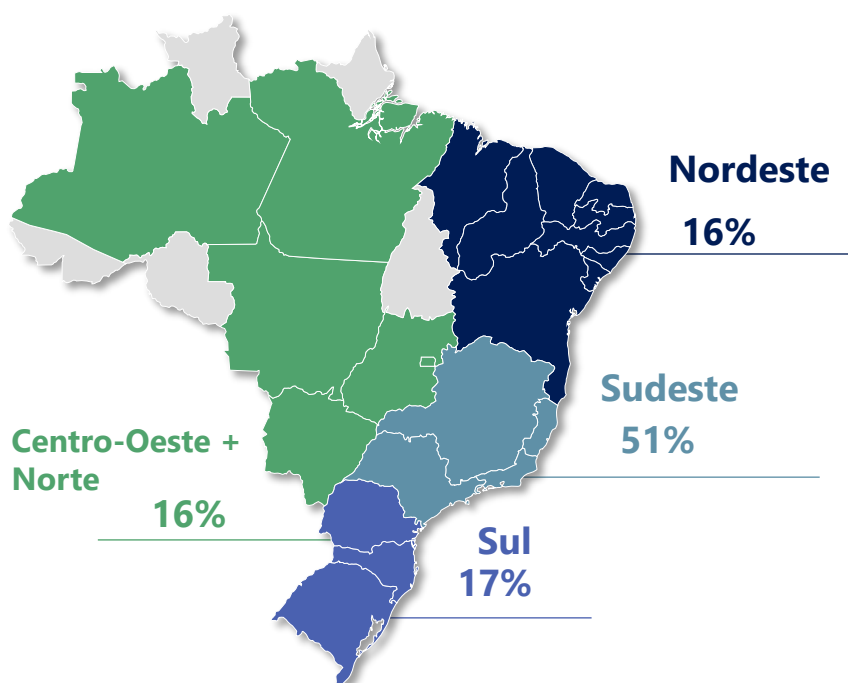 Nordeste
16%
Sudeste
51%
Centro-Oeste +
Norte
16%
Sul
17%